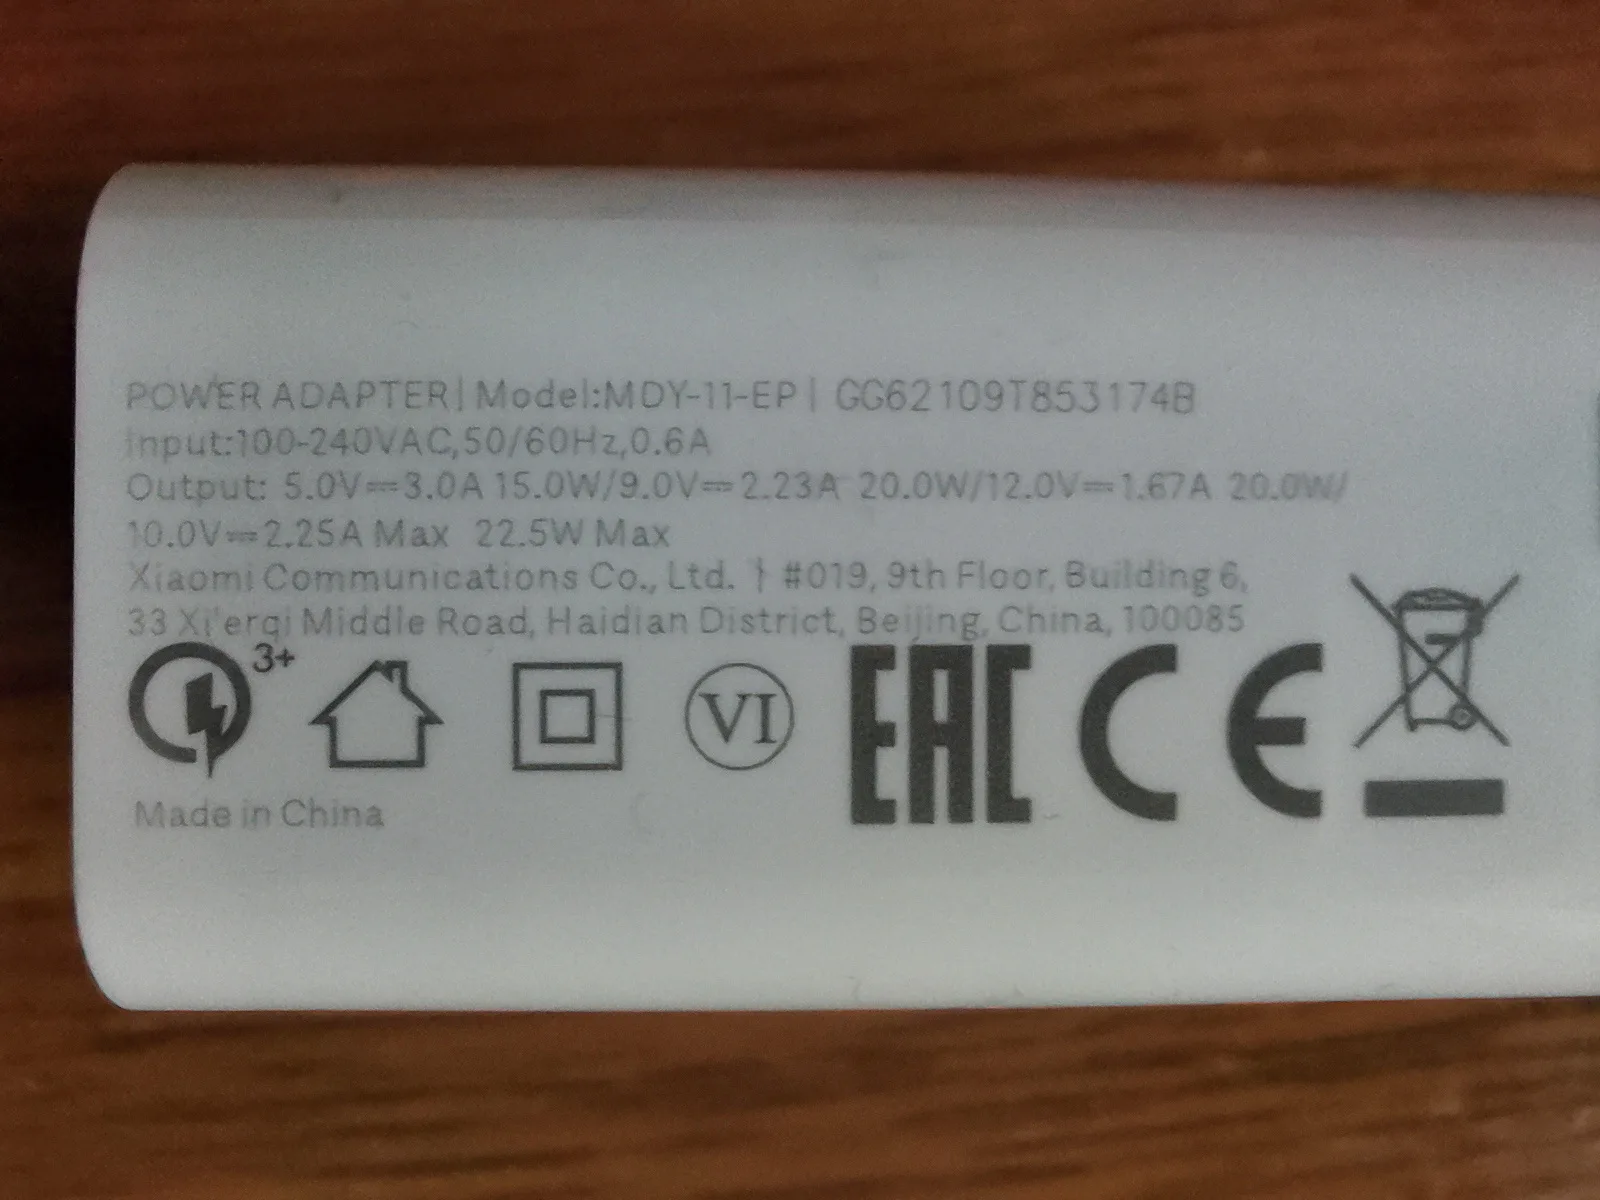 POWER ADAPTER | Model:MDY-11-EP | GG62109T853174B
Input:100-240VAC,50/60Hz,0.6A
Output: 5.0V⎓3.0A 15.0W/9.0V⎓2.23A 20.0W/12.0V⎓1.67A 20.0W/
10.0V⎓2.25A Max 22.5W Max
Xiaomi Communications Co., Ltd. | #019, 9th Floor, Building 6,
33 Xi'erqi Middle Road, Haidian District, Beijing, China, 100085
3+ VI EAC CE
Made in China